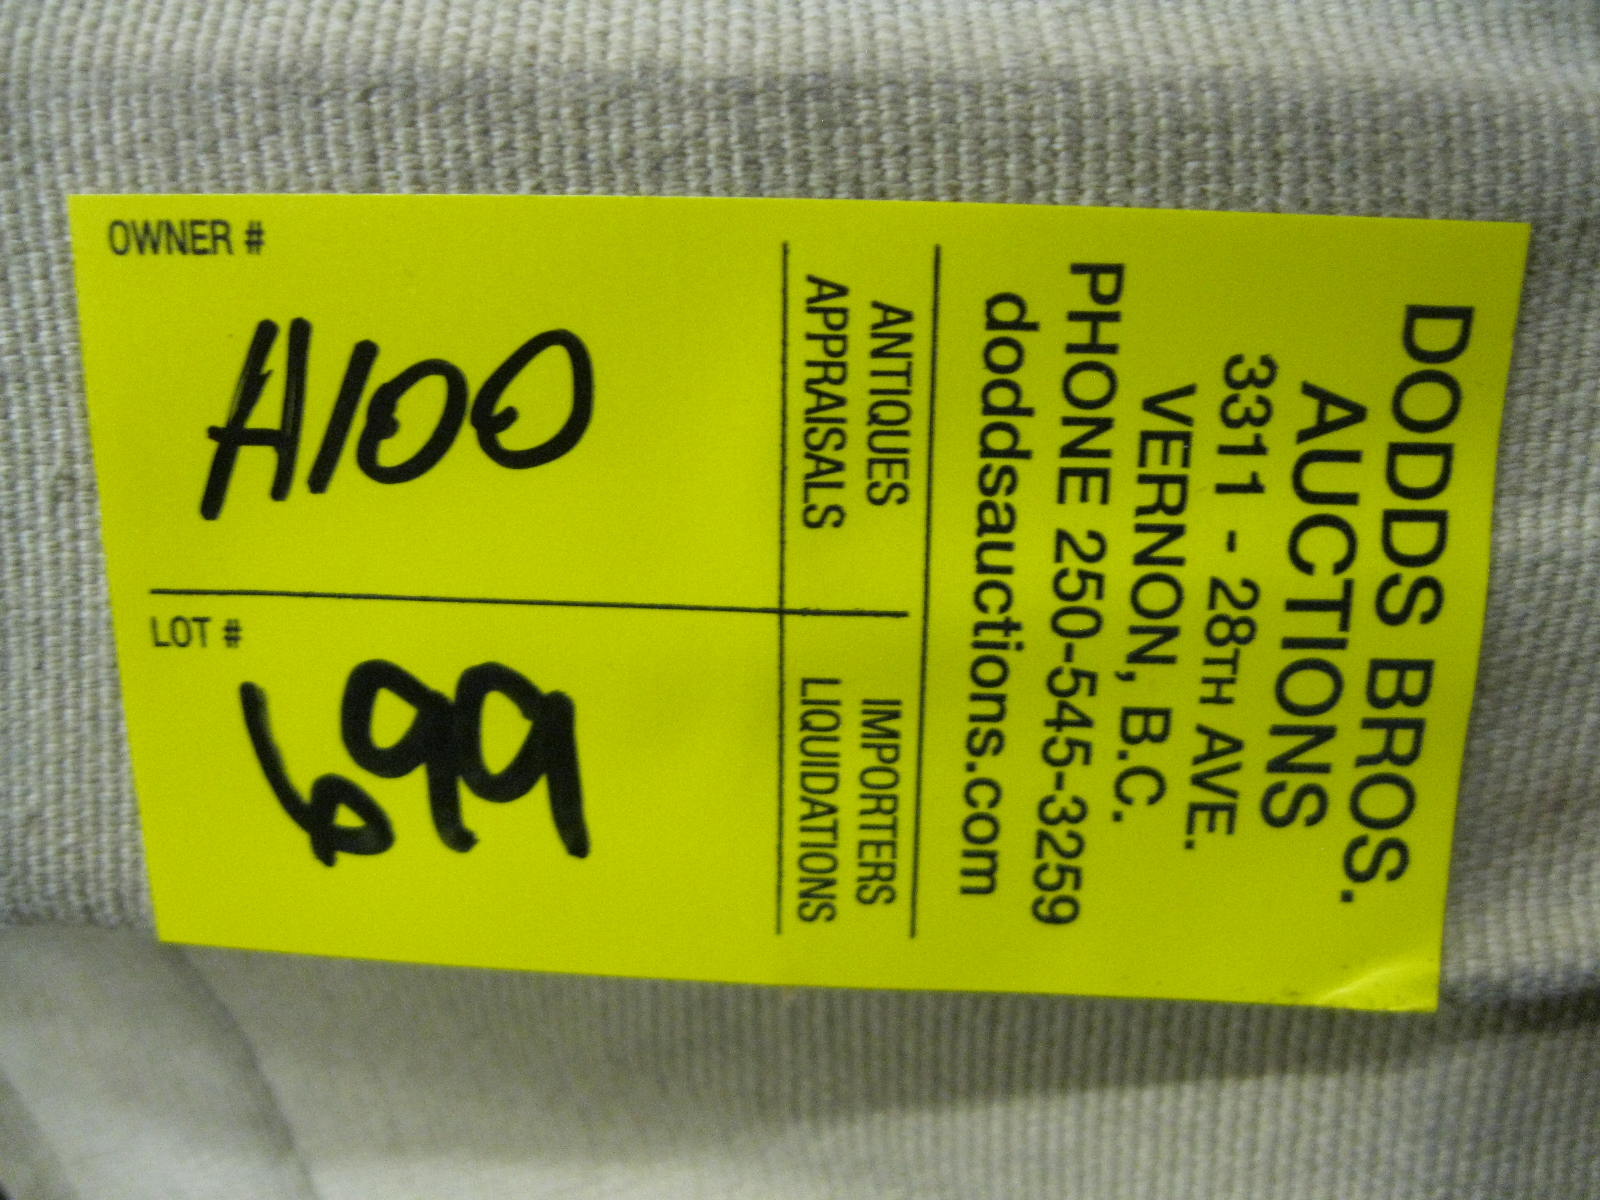 DODDS BROS.
AUCTIONS
3311 - 28TH AVE.
VERNON, B.C.
PHONE 250-545-3259
doddsauctions.com
ANTIQUES
APPRAISALS
IMPORTERS
LIQUIDATIONS
OWNER #
A100
LOT #
699